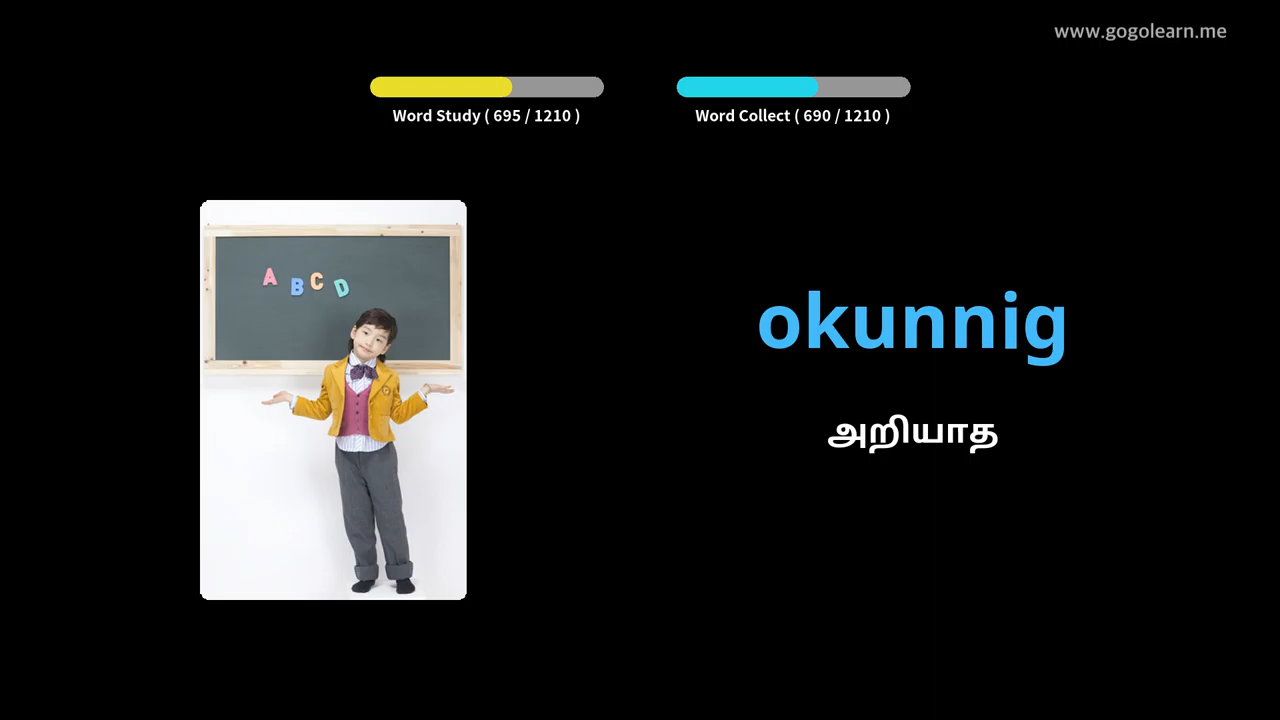 www.gogolearn.me
Word Study ( 695 / 1210 )
Word Collect ( 690 / 1210 )
A B C D
okunnig
அறியாத